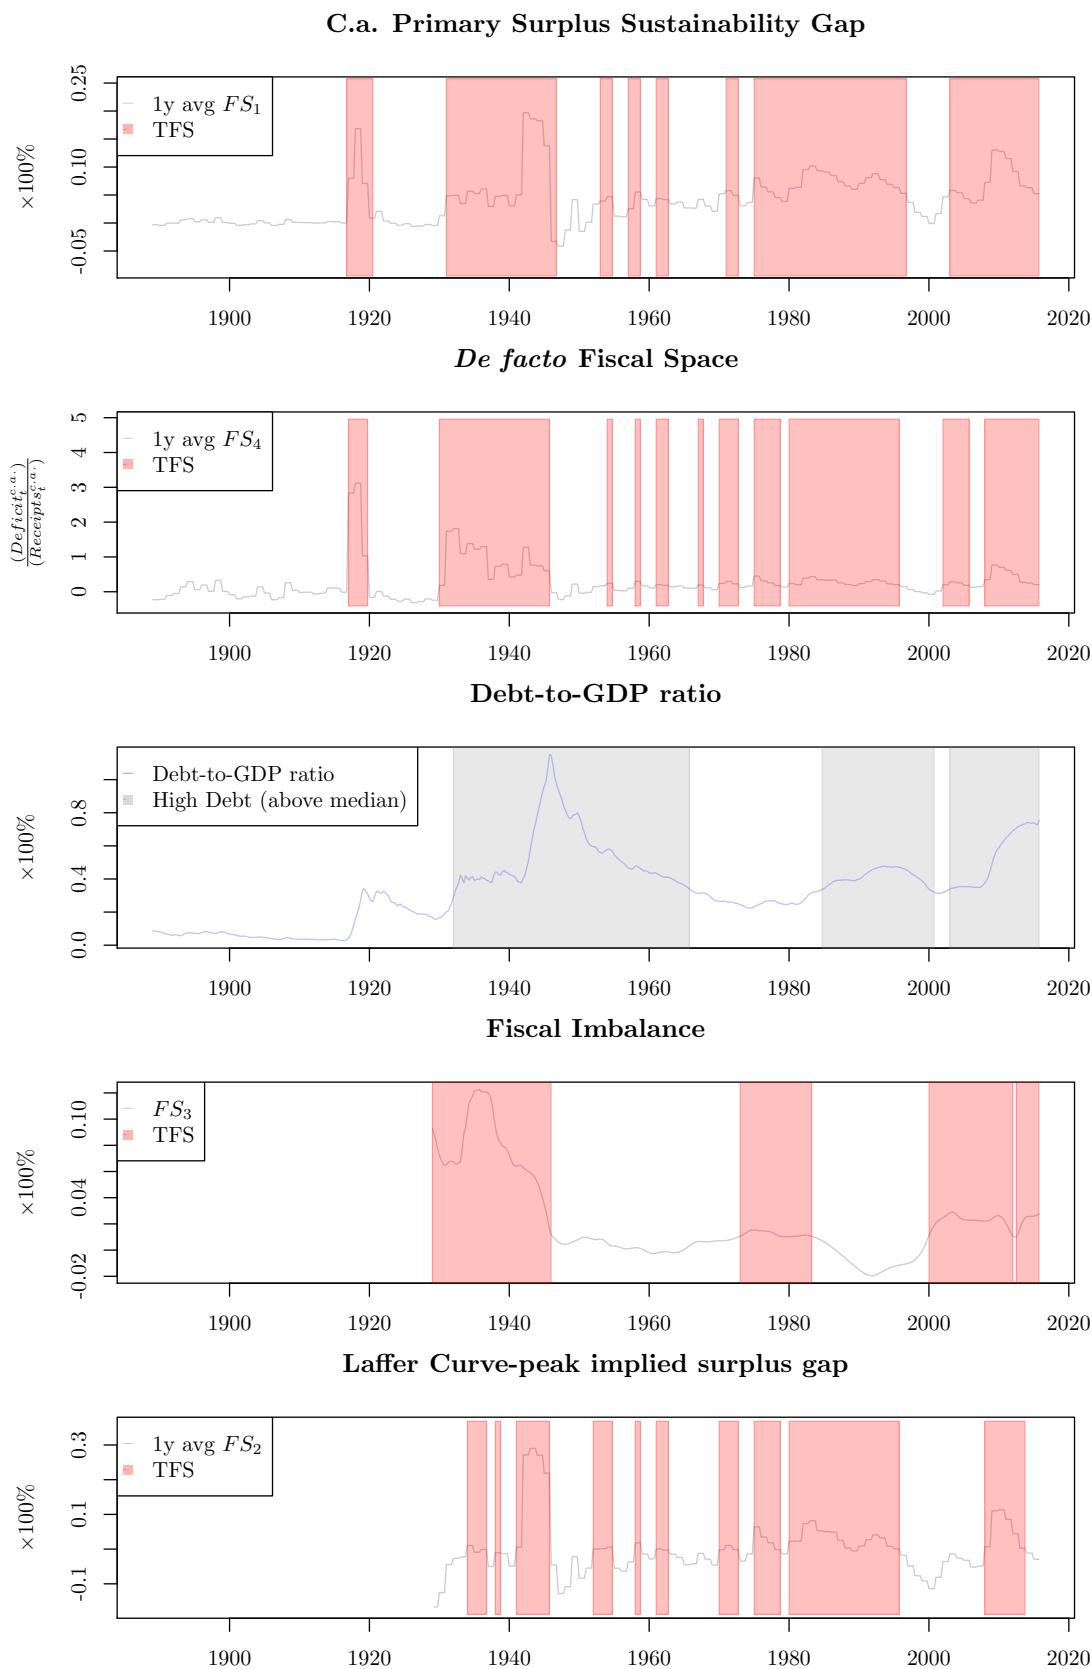 C.a. Primary Surplus Sustainability Gap
0.25
0.10
-0.05
×100%
1y avg FS₁
TFS
1900 1920 1940 1960 1980 2000 2020
De facto Fiscal Space
5
4
3
2
1
0
(Deficitₜᶜ·ᵃ·)
(Receiptsₜᶜ·ᵃ·)
1y avg FS₄
TFS
1900 1920 1940 1960 1980 2000 2020
Debt-to-GDP ratio
0.8
0.4
0.0
×100%
Debt-to-GDP ratio
High Debt (above median)
1900 1920 1940 1960 1980 2000 2020
Fiscal Imbalance
0.10
0.04
-0.02
×100%
FS₃
TFS
1900 1920 1940 1960 1980 2000 2020
Laffer Curve-peak implied surplus gap
0.3
0.1
-0.1
×100%
1y avg FS₂
TFS
1900 1920 1940 1960 1980 2000 2020